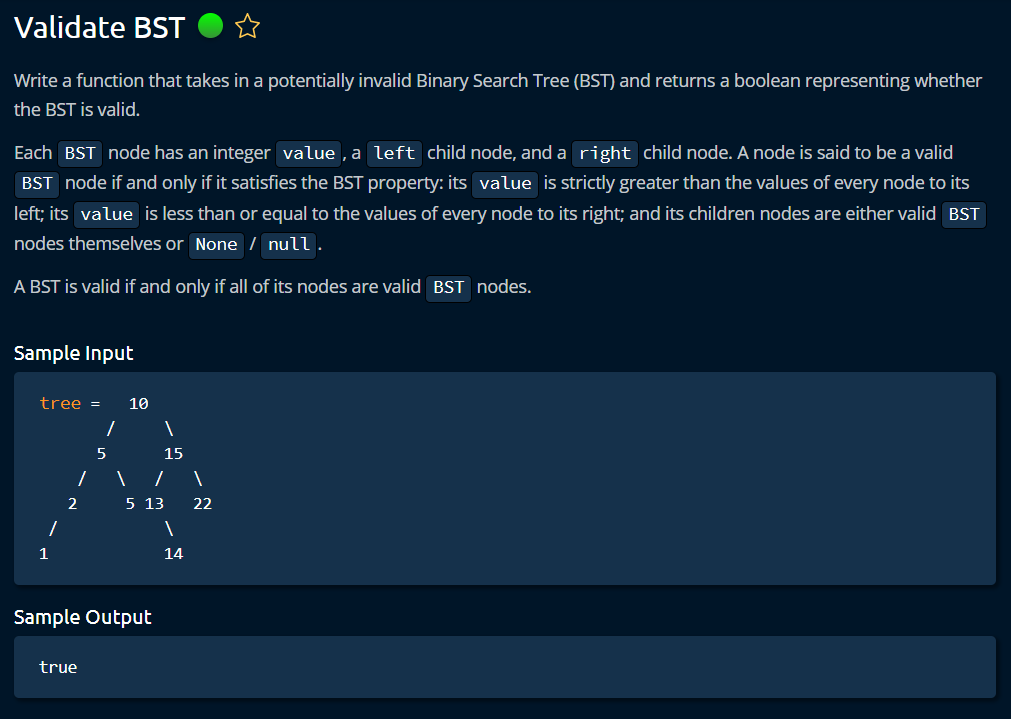 Validate BST
Write a function that takes in a potentially invalid Binary Search Tree (BST) and returns a boolean representing whether
the BST is valid.
Each BST node has an integer value, a left child node, and a right child node. A node is said to be a valid
BST node if and only if it satisfies the BST property: its value is strictly greater than the values of every node to its
left; its value is less than or equal to the values of every node to its right; and its children nodes are either valid BST
nodes themselves or None / null.
A BST is valid if and only if all of its nodes are valid BST nodes.
Sample Input
tree =   10
       /     \
      5      15
    /   \   /   \
   2     5 13   22
 /           \
1            14
Sample Output
true